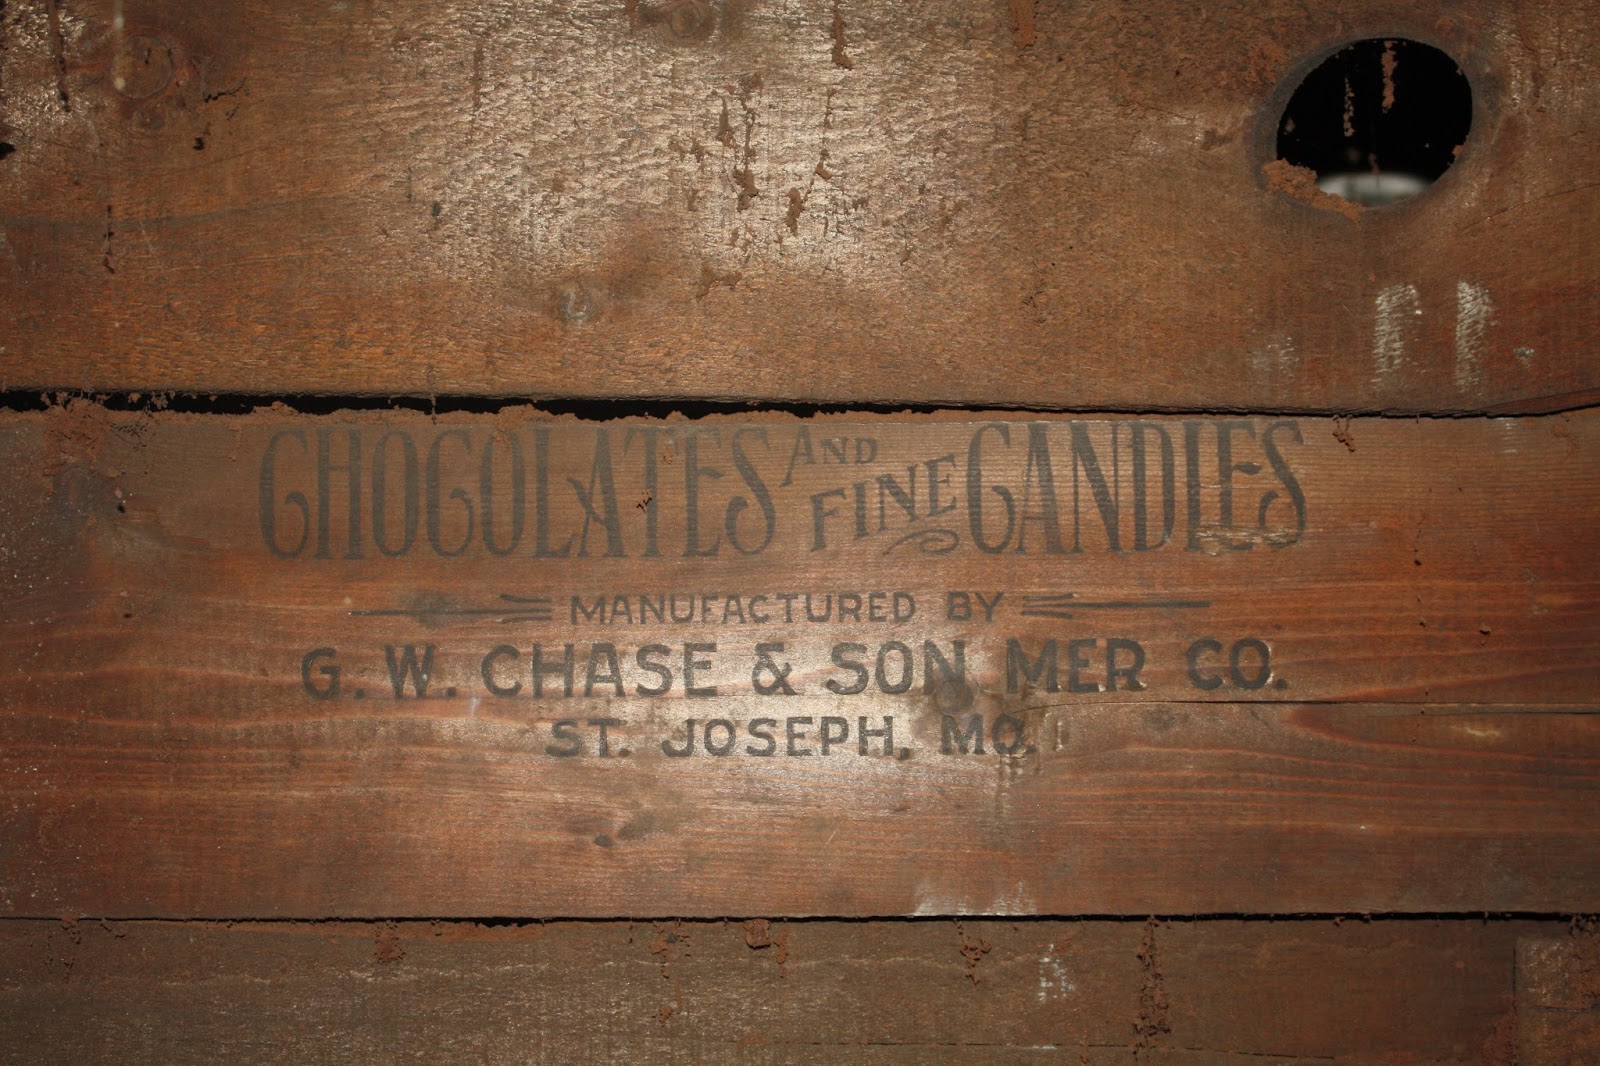 CHOCOLATES AND FINE CANDIES
MANUFACTURED BY
G. W. CHASE & SON MER CO.
ST. JOSEPH, MO.